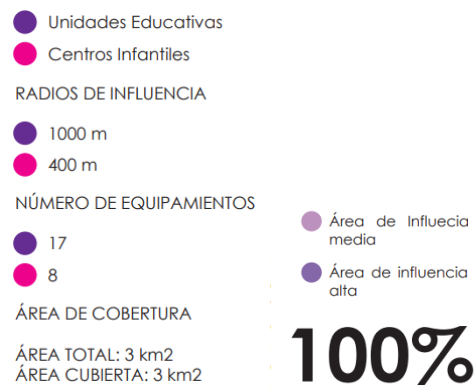 Unidades Educativas
Centros Infantiles
RADIOS DE INFLUENCIA
1000 m
400 m
NÚMERO DE EQUIPAMIENTOS
17
8
ÁREA DE COBERTURA
ÁREA TOTAL: 3 km2
ÁREA CUBIERTA: 3 km2
Área de Influecia
media
Área de influencia
alta
100%